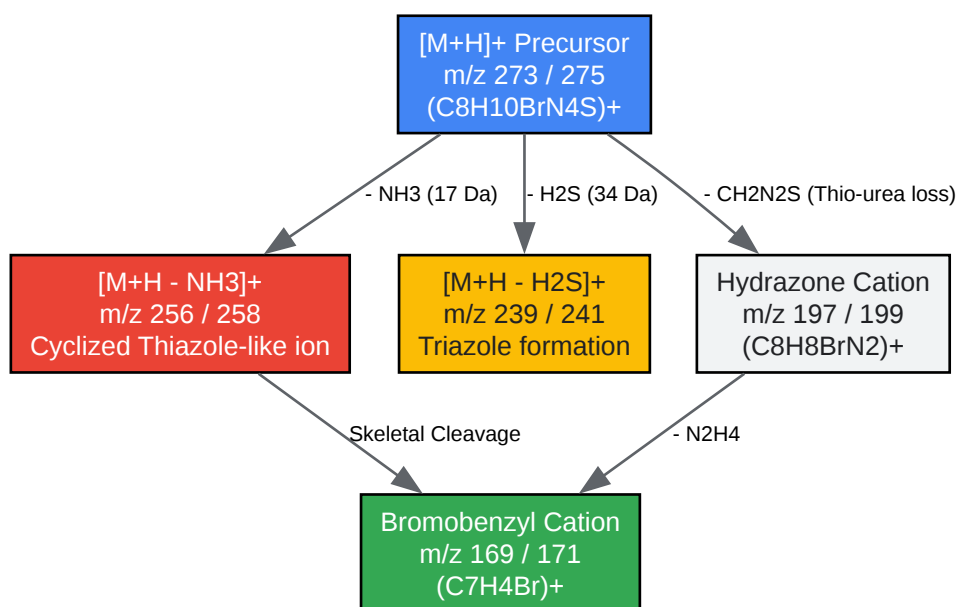 [M+H]+ Precursor
m/z 273 / 275
(C8H10BrN4S)+
- NH3 (17 Da)
- H2S (34 Da)
- CH2N2S (Thio-urea loss)
[M+H - NH3]+
m/z 256 / 258
Cyclized Thiazole-like ion
[M+H - H2S]+
m/z 239 / 241
Triazole formation
Hydrazone Cation
m/z 197 / 199
(C8H8BrN2)+
Skeletal Cleavage
- N2H4
Bromobenzyl Cation
m/z 169 / 171
(C7H4Br)+